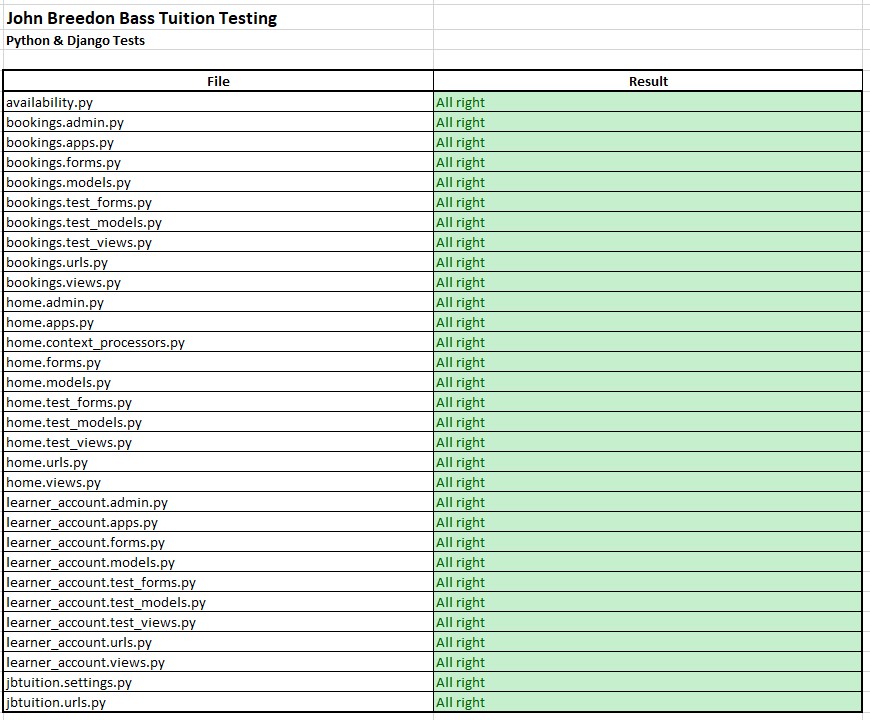 John Breedon Bass Tuition Testing
Python & Django Tests
File Result
availability.py All right
bookings.admin.py All right
bookings.apps.py All right
bookings.forms.py All right
bookings.models.py All right
bookings.test_forms.py All right
bookings.test_models.py All right
bookings.test_views.py All right
bookings.urls.py All right
bookings.views.py All right
home.admin.py All right
home.apps.py All right
home.context_processors.py All right
home.forms.py All right
home.models.py All right
home.test_forms.py All right
home.test_models.py All right
home.test_views.py All right
home.urls.py All right
home.views.py All right
learner_account.admin.py All right
learner_account.apps.py All right
learner_account.forms.py All right
learner_account.models.py All right
learner_account.test_forms.py All right
learner_account.test_models.py All right
learner_account.test_views.py All right
learner_account.urls.py All right
learner_account.views.py All right
jbtuition.settings.py All right
jbtuition.urls.py All right